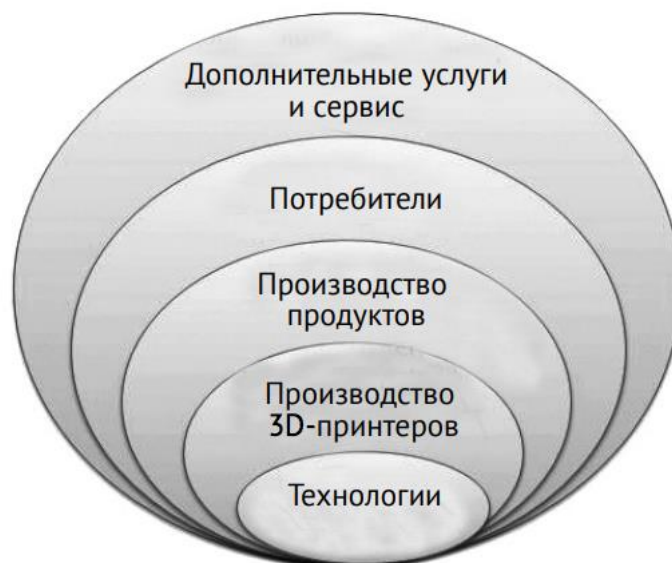 Дополнительные услуги
и сервис
Потребители
Производство
продуктов
Производство
3D-принтеров
Технологии